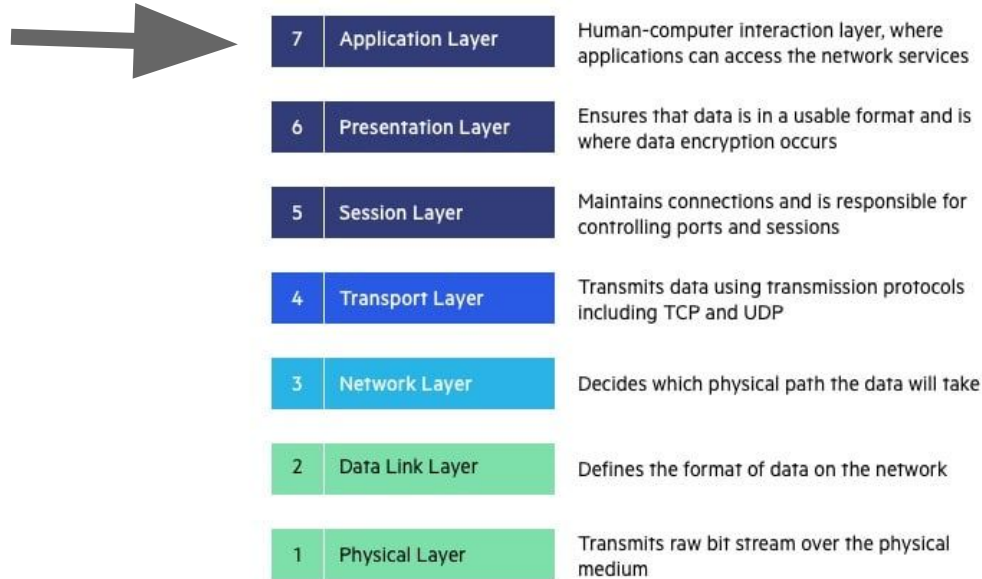 7 Application Layer
Human-computer interaction layer, where
applications can access the network services
6 Presentation Layer
Ensures that data is in a usable format and is
where data encryption occurs
5 Session Layer
Maintains connections and is responsible for
controlling ports and sessions
4 Transport Layer
Transmits data using transmission protocols
including TCP and UDP
3 Network Layer
Decides which physical path the data will take
2 Data Link Layer
Defines the format of data on the network
1 Physical Layer
Transmits raw bit stream over the physical
medium